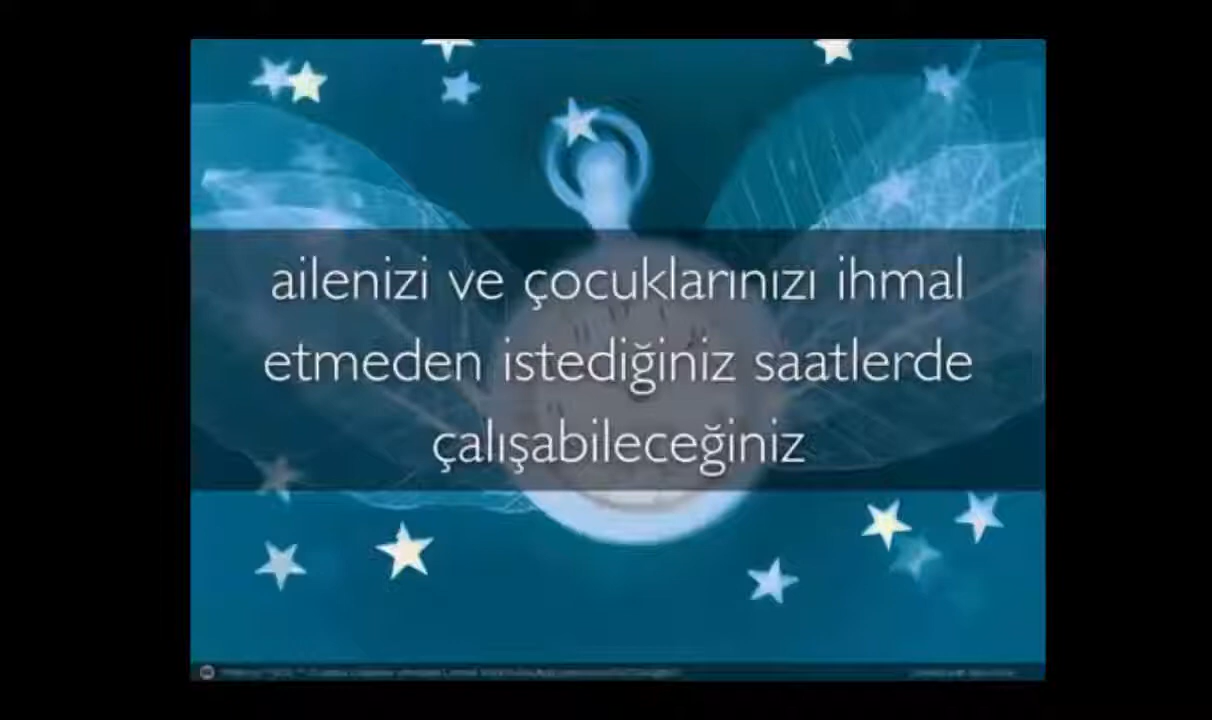 ailenizi ve çocuklarınızı ihmal
etmeden istediğiniz saatlerde
çalışabileceğiniz